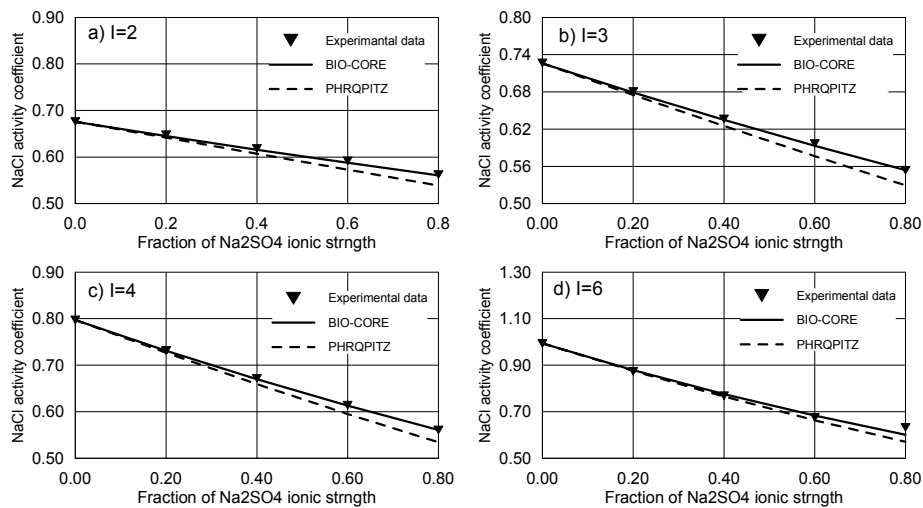 a) I=2
Experimantal data
BIO-CORE
PHRQPITZ
NaCl activity coefficient
0.90
0.80
0.70
0.60
0.50
0.0 0.2 0.4 0.6 0.8
Fraction of Na2SO4 ionic strngth
b) I=3
Experimental data
BIO-CORE
PHRQPITZ
NaCl activity coefficient
0.80
0.74
0.68
0.62
0.56
0.50
0.00 0.20 0.40 0.60 0.80
Fraction of Na2SO4 ionic strngth
c) I=4
Experimental data
BIO-CORE
PHRQPITZ
NaCl activity coefficient
0.90
0.80
0.70
0.60
0.50
0.00 0.20 0.40 0.60 0.80
Fraction of Na2SO4 ionic strngth
d) I=6
Experimental data
BIO-CORE
PHRQPITZ
NaCl activity coefficient
1.30
1.10
0.90
0.70
0.50
0.00 0.20 0.40 0.60 0.80
Fraction of Na2SO4 ionic strngth